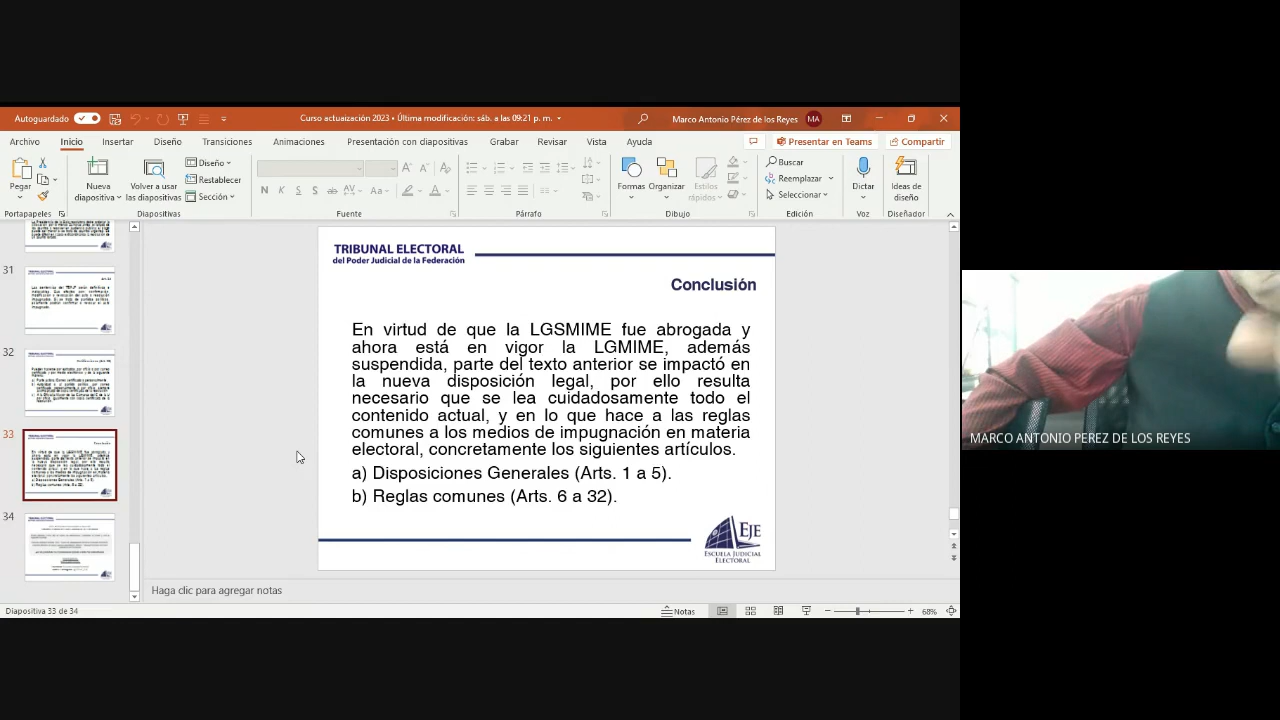 Autoguardado
Curso actuaización 2023 • Última modificación: sáb. a las 09:21 p. m.
Marco Antonio Pérez de los Reyes
MA
Archivo Inicio Insertar Diseño Transiciones Animaciones Presentación con diapositivas Grabar Revisar Vista Ayuda
Presentar en Teams
Compartir
Pegar
Nueva diapositiva
Volver a usar las diapositivas
Diseño
Restablecer
Sección
N K S S ab AV Aa A
Formas
Organizar
Estilos rápidos
Buscar
Reemplazar
Seleccionar
Dictar
Ideas de diseño
Portapapeles Diapositivas Fuente Párrafo Dibujo Edición Voz Diseñador
31
32
33
34
TRIBUNAL ELECTORAL
del Poder Judicial de la Federación
Conclusión
En virtud de que la LGSMIME fue abrogada y
ahora está en vigor la LGMIME, además
suspendida, parte del texto anterior se impactó en
la nueva disposición legal, por ello resulta
necesario que se lea cuidadosamente todo el
contenido actual, y en lo que hace a las reglas
comunes a los medios de impugnación en materia
electoral, concretamente los siguientes artículos.
a) Disposiciones Generales (Arts. 1 a 5).
b) Reglas comunes (Arts. 6 a 32).
EJE
ESCUELA JUDICIAL
ELECTORAL
Haga clic para agregar notas
Diapositiva 33 de 34
Notas
68%
MARCO ANTONIO PEREZ DE LOS REYES